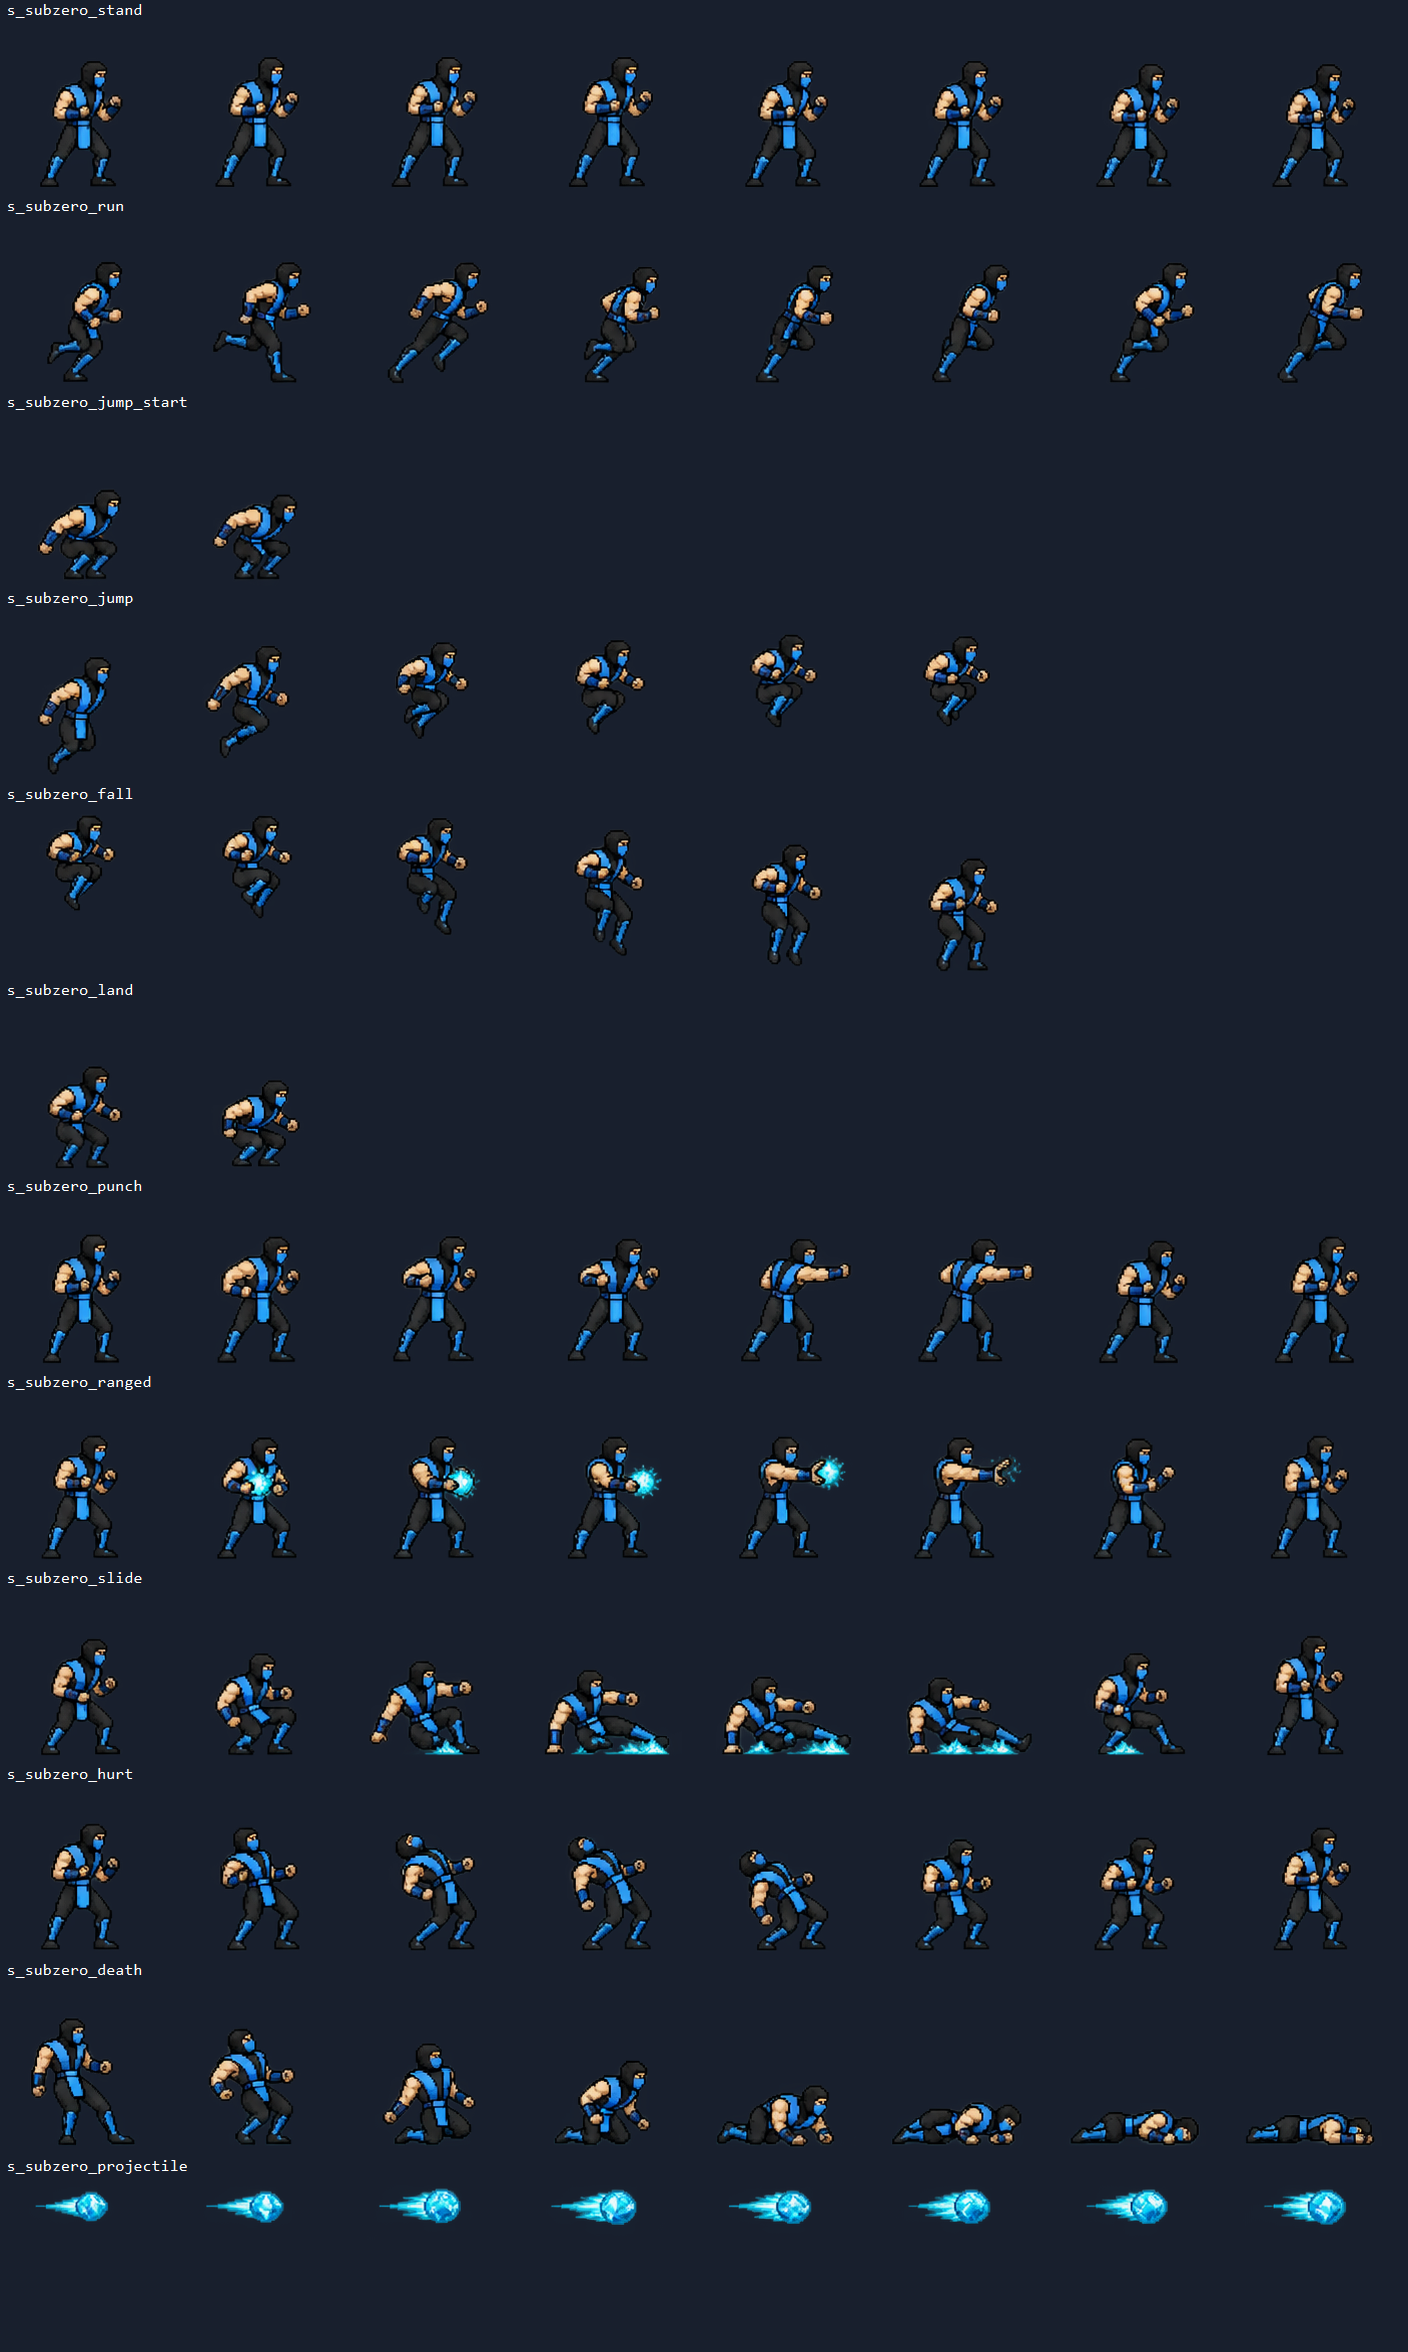 s_subzero_stand
s_subzero_run
s_subzero_jump_start
s_subzero_jump
s_subzero_fall
s_subzero_land
s_subzero_punch
s_subzero_ranged
s_subzero_slide
s_subzero_hurt
s_subzero_death
s_subzero_projectile